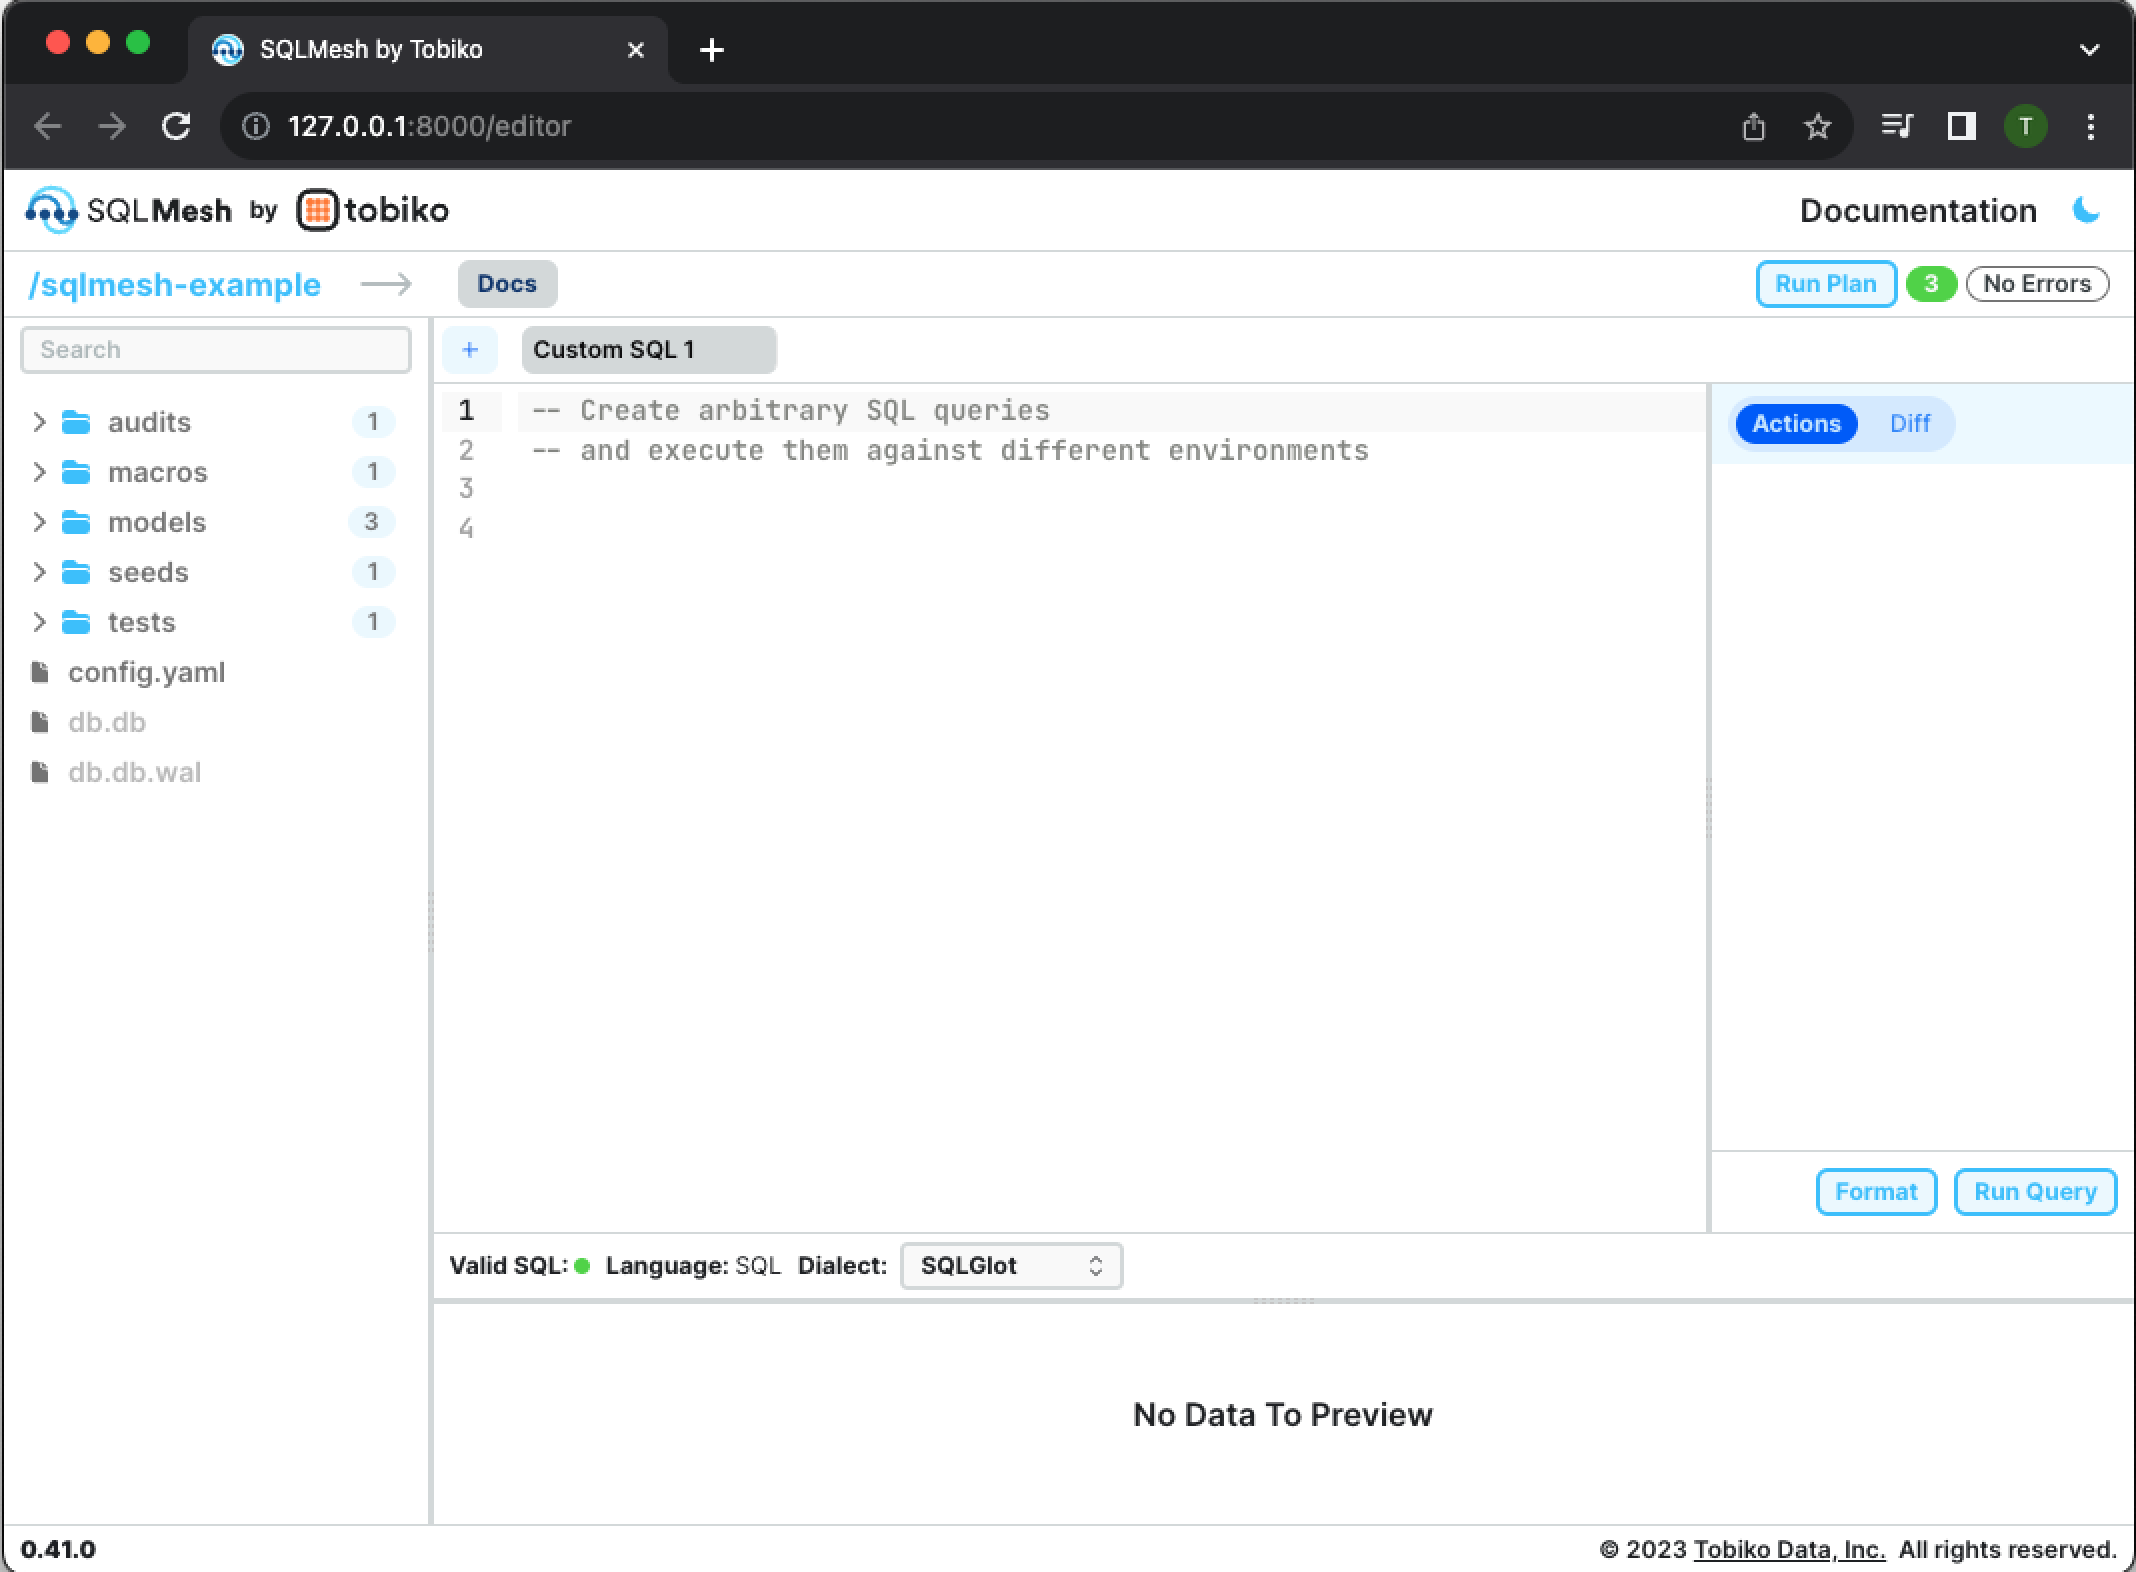 SQLMesh by Tobiko
127.0.0.1:8000/editor
T
SQLMesh by tobiko
Documentation
/sqlmesh-example
Docs
Run Plan
3
No Errors
Search
+
Custom SQL 1
audits 1
macros 1
models 3
seeds 1
tests 1
config.yaml
db.db
db.db.wal
1 -- Create arbitrary SQL queries
2 -- and execute them against different environments
3
4
Actions
Diff
Format
Run Query
Valid SQL: Language: SQL Dialect: SQLGlot
No Data To Preview
0.41.0
© 2023 Tobiko Data, Inc. All rights reserved.